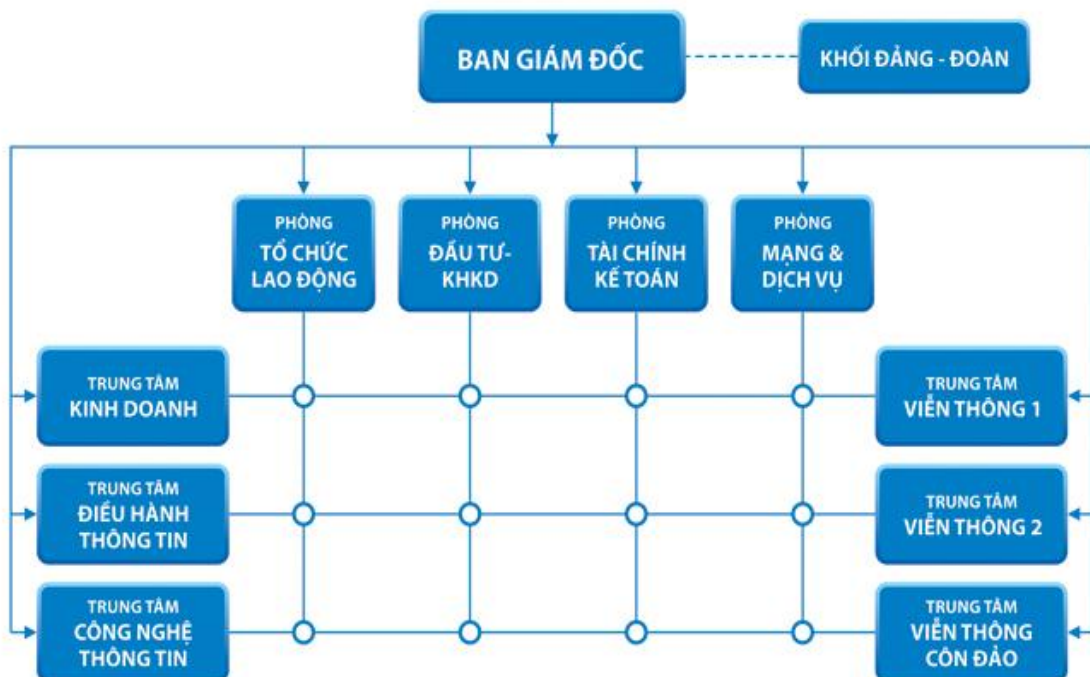 BAN GIÁM ĐỐC
KHỐI ĐẢNG - ĐOÀN
PHÒNG
TỔ CHỨC
LAO ĐỘNG
PHÒNG
ĐẦU TƯ-
KHKD
PHÒNG
TÀI CHÍNH
KẾ TOÁN
PHÒNG
MẠNG &
DỊCH VỤ
TRUNG TÂM
KINH DOANH
TRUNG TÂM
VIỄN THÔNG 1
TRUNG TÂM
ĐIỀU HÀNH
THÔNG TIN
TRUNG TÂM
VIỄN THÔNG 2
TRUNG TÂM
CÔNG NGHỆ
THÔNG TIN
TRUNG TÂM
VIỄN THÔNG
CÔN ĐẢO